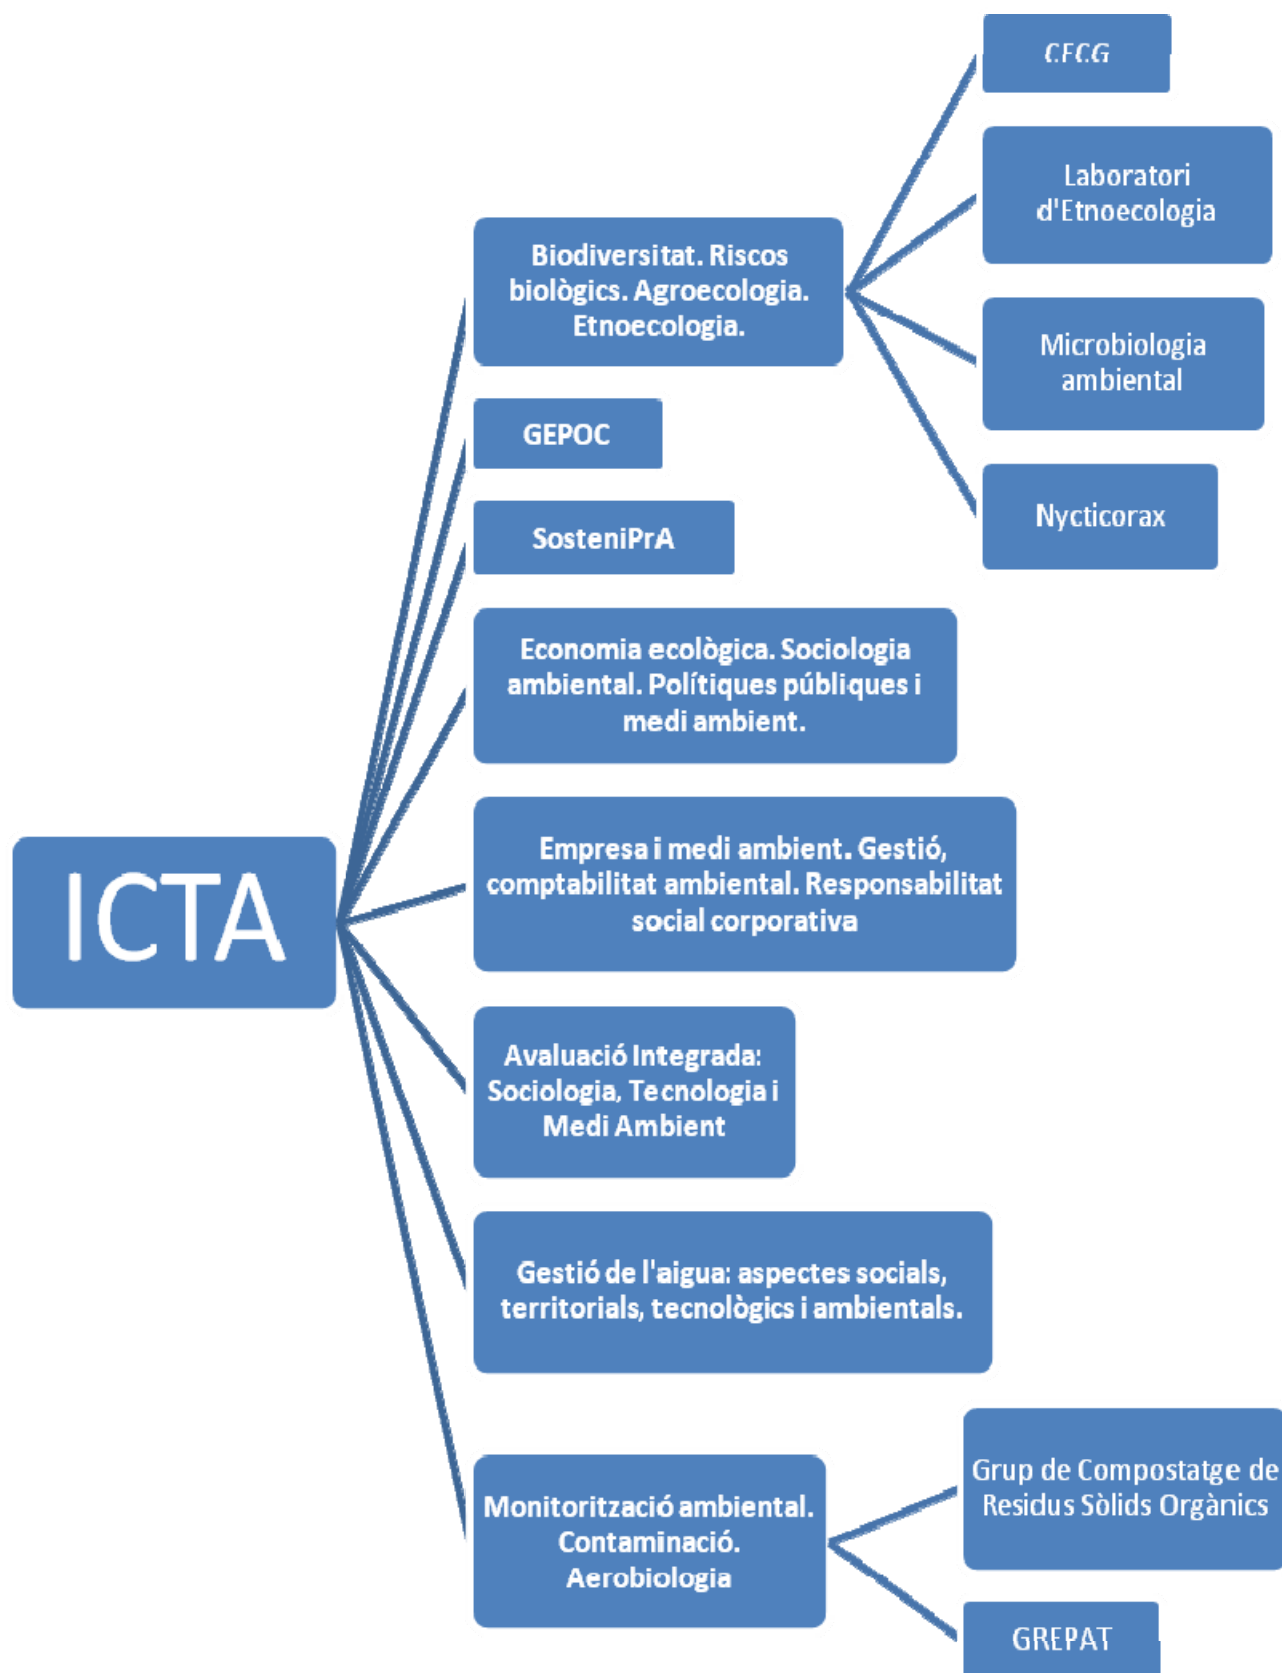 CFCG
Laboratori
d'Etnoecologia
Biodiversitat. Riscos
biològics. Agroecologia.
Etnoecologia.
Microbiologia
ambiental
GEPOC
Nycticorax
SosteniPrA
Economia ecològica. Sociologia
ambiental. Polítiques públiques i
medi ambient.
Empresa i medi ambient. Gestió,
comptabilitat ambiental. Responsabilitat
social corporativa
ICTA
Avaluació Integrada:
Sociologia, Tecnologia i
Medi Ambient
Gestió de l'aigua: aspectes socials,
territorials, tecnològics i ambientals.
Grup de Compostatge de
Residus Sòlids Orgànics
Monitorització ambiental.
Contaminació.
Aerobiologia
GREPAT